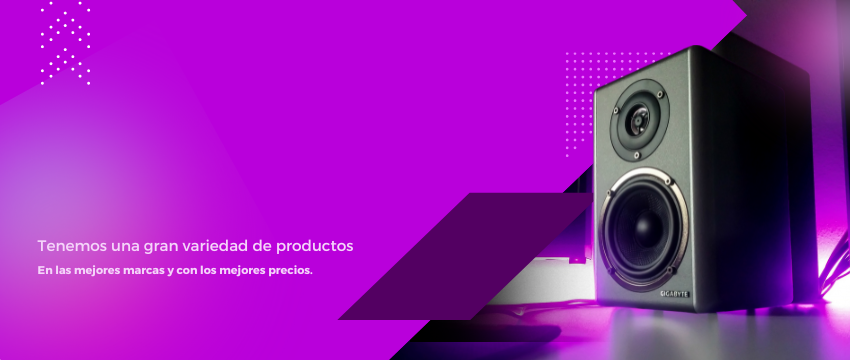 Tenemos una gran variedad de productos
En las mejores marcas y con los mejores precios.
GIGABYTE